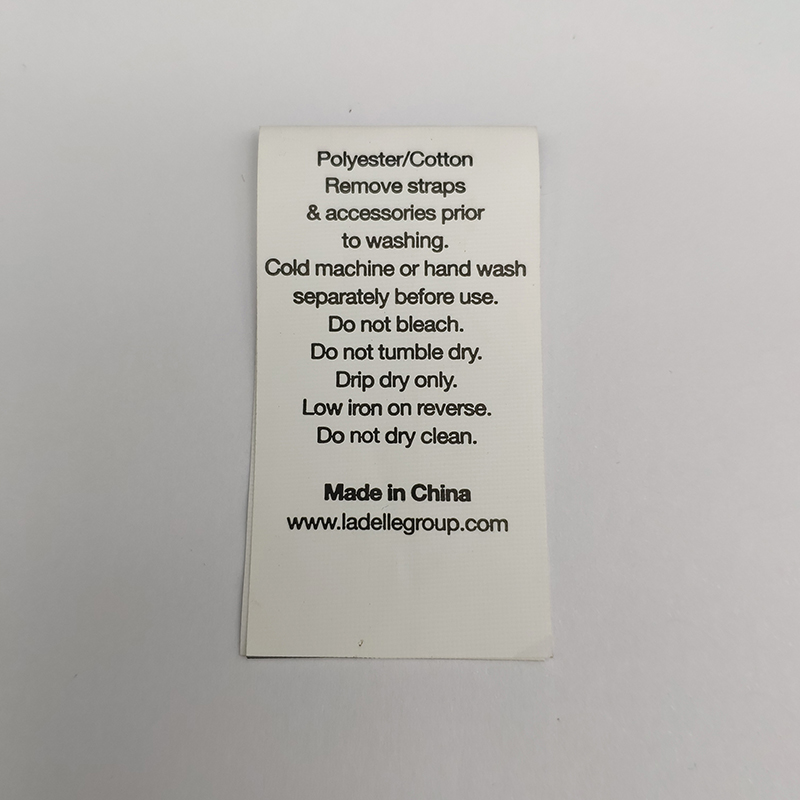 Polyester/Cotton
Remove straps
& accessories prior
to washing.
Cold machine or hand wash
separately before use.
Do not bleach.
Do not tumble dry.
Drip dry only.
Low iron on reverse.
Do not dry clean.
Made in China
www.ladellegroup.com